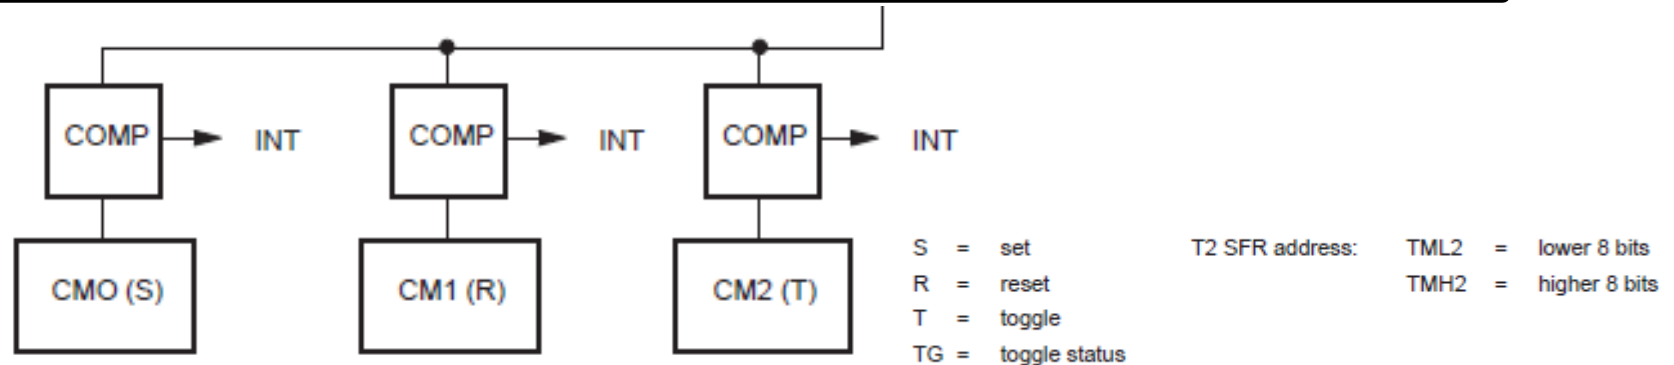 COMP INT COMP INT COMP INT
CMO (S) CM1 (R) CM2 (T)
S = set T2 SFR address: TML2 = lower 8 bits
R = reset TMH2 = higher 8 bits
T = toggle
TG = toggle status